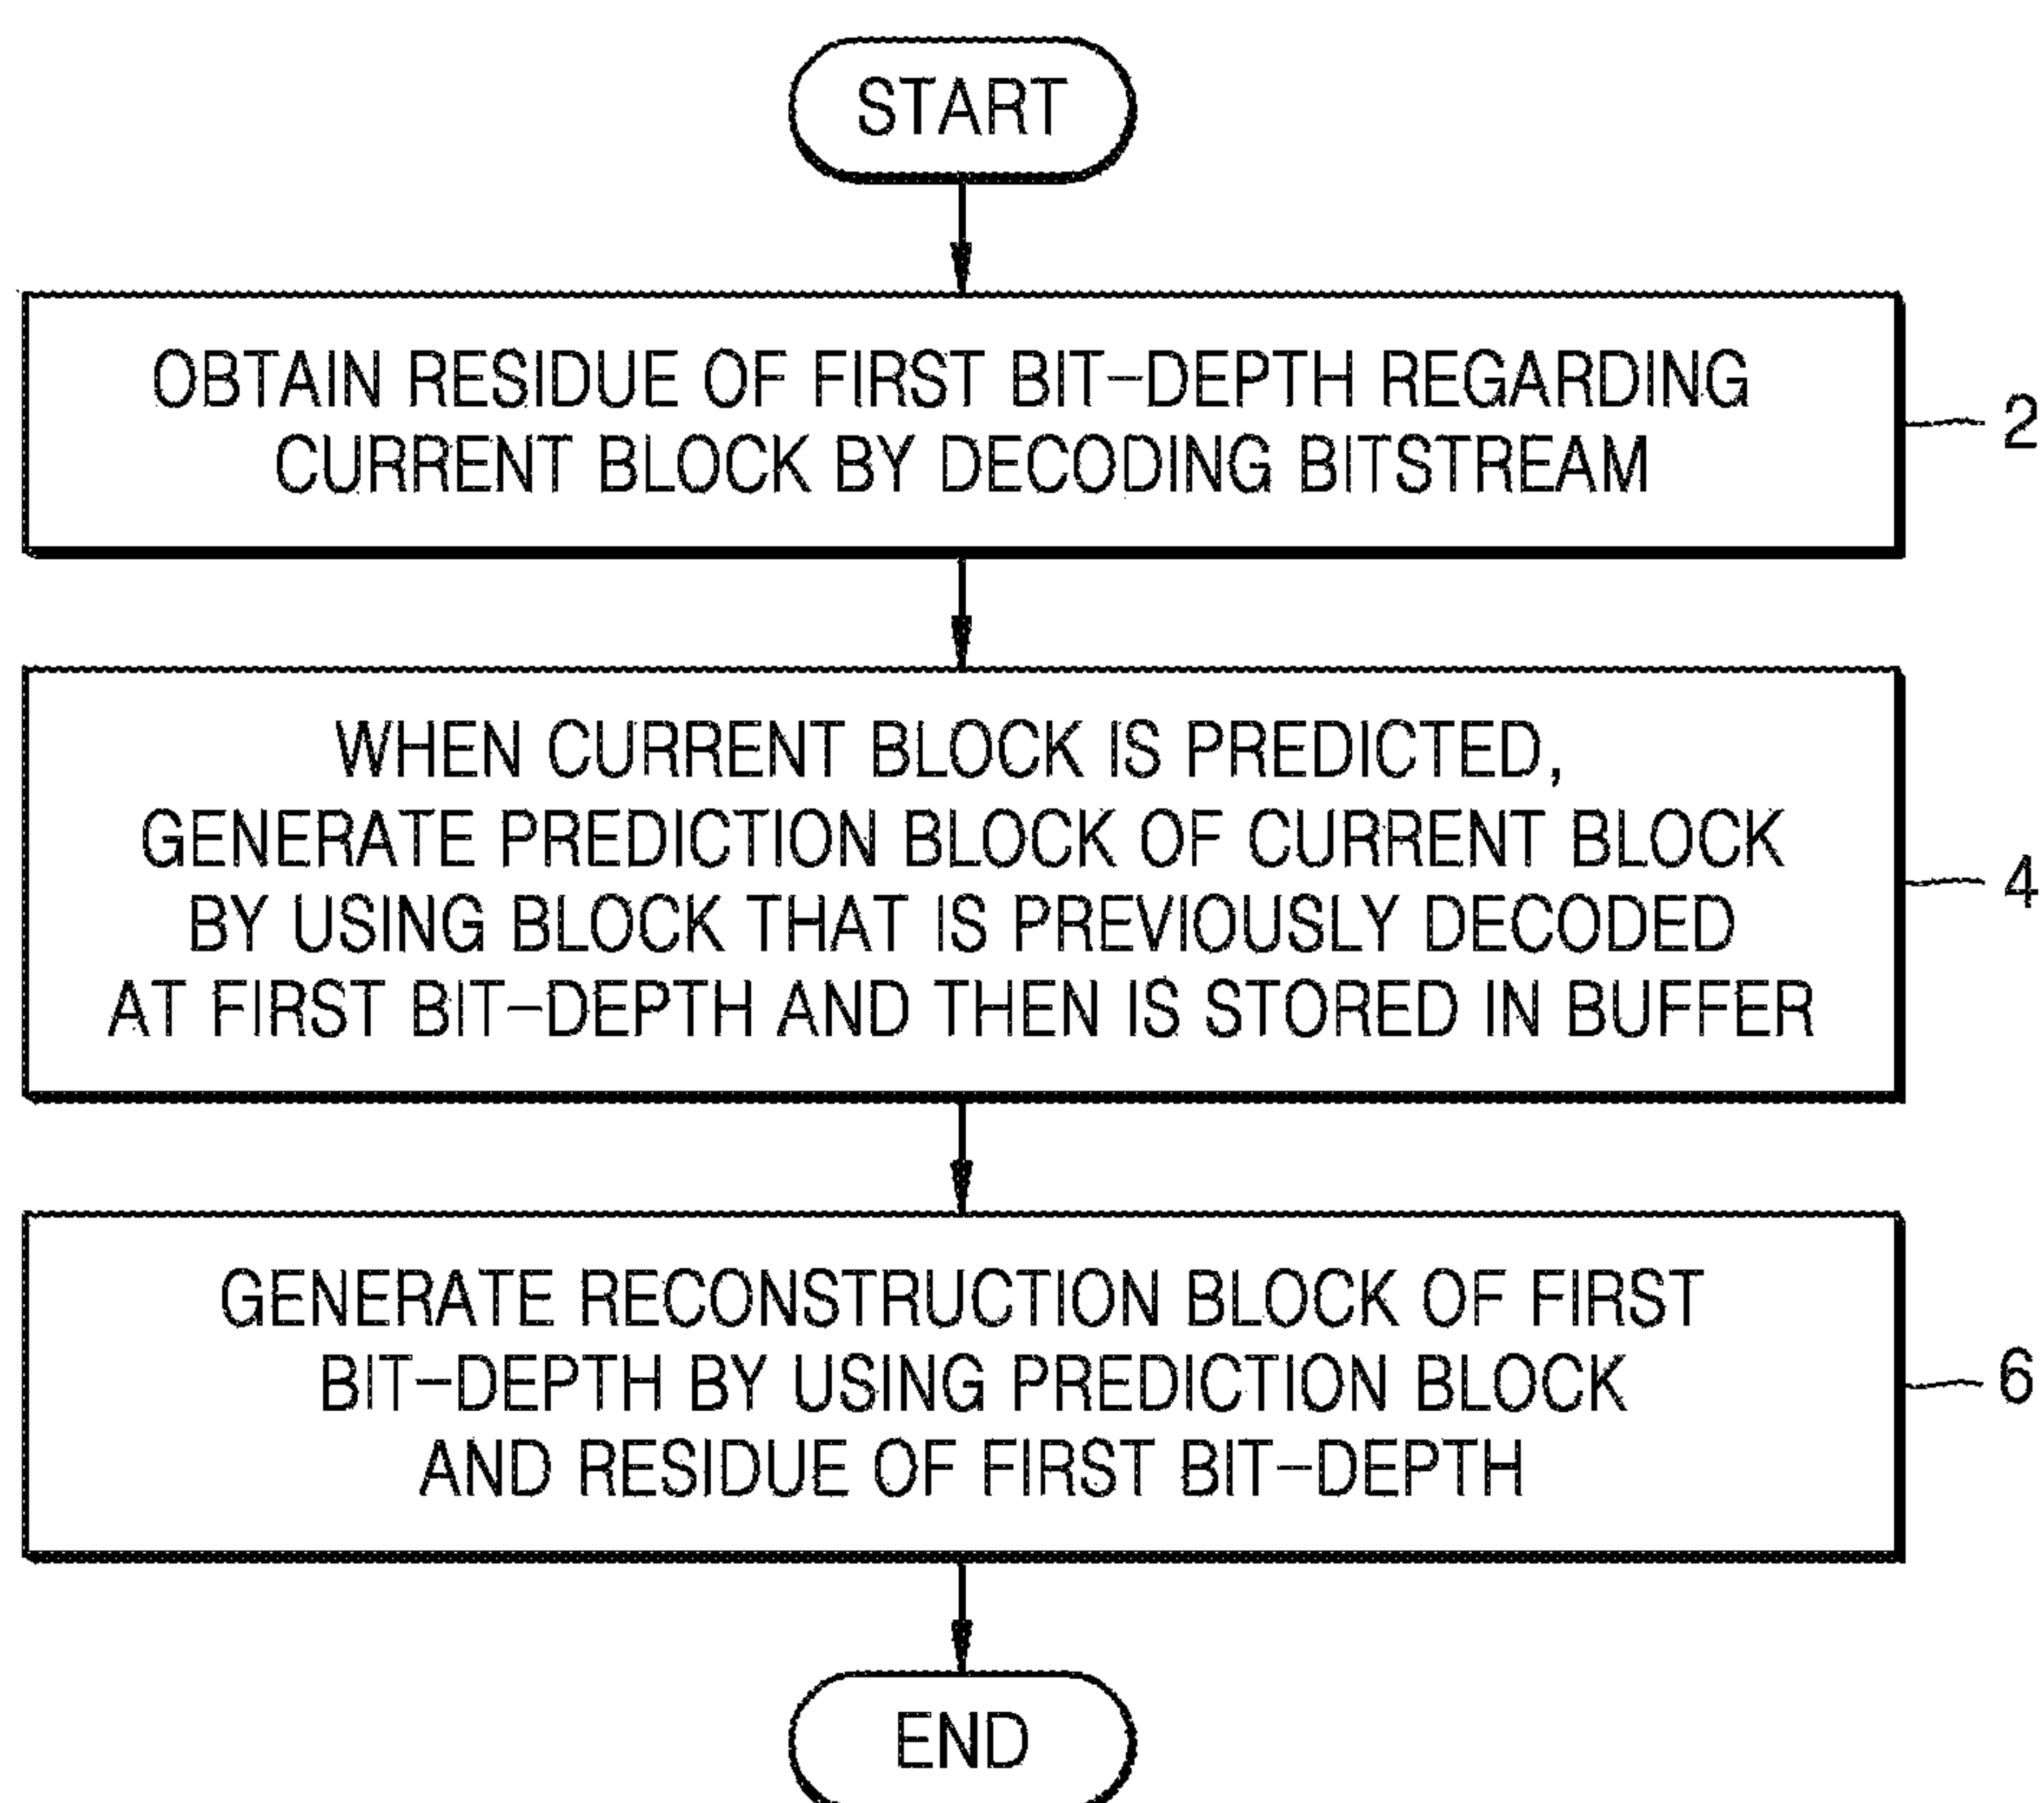 START
OBTAIN RESIDUE OF FIRST BIT-DEPTH REGARDING
CURRENT BLOCK BY DECODING BITSTREAM
2
WHEN CURRENT BLOCK IS PREDICTED,
GENERATE PREDICTION BLOCK OF CURRENT BLOCK
BY USING BLOCK THAT IS PREVIOUSLY DECODED
AT FIRST BIT-DEPTH AND THEN IS STORED IN BUFFER
4
GENERATE RECONSTRUCTION BLOCK OF FIRST
BIT-DEPTH BY USING PREDICTION BLOCK
AND RESIDUE OF FIRST BIT-DEPTH
6
END